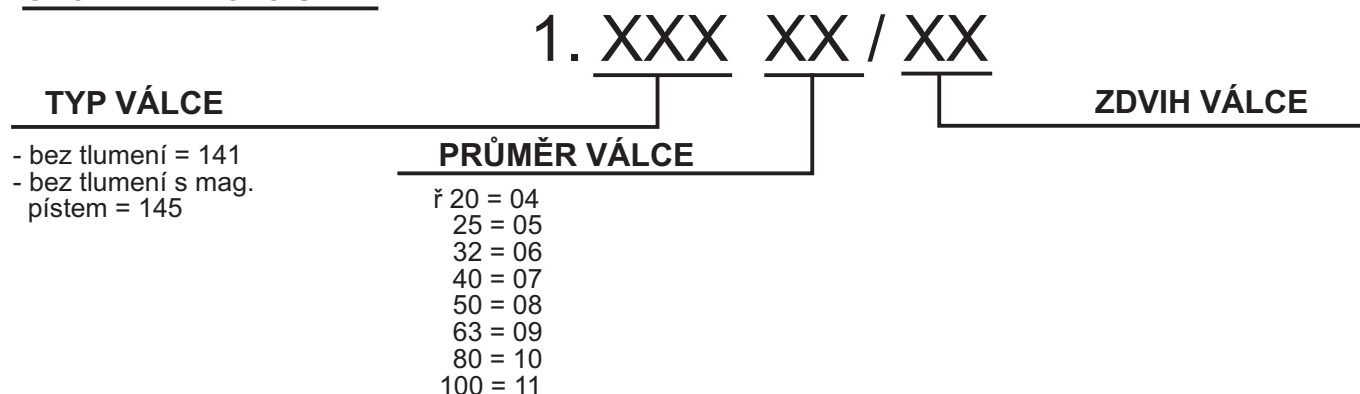 1. XXX XX / XX
TYP VÁLCE
- bez tlumení = 141
- bez tlumení s mag.
pístem = 145
PRŮMĚR VÁLCE
ř 20 = 04
25 = 05
32 = 06
40 = 07
50 = 08
63 = 09
80 = 10
100 = 11
ZDVIH VÁLCE